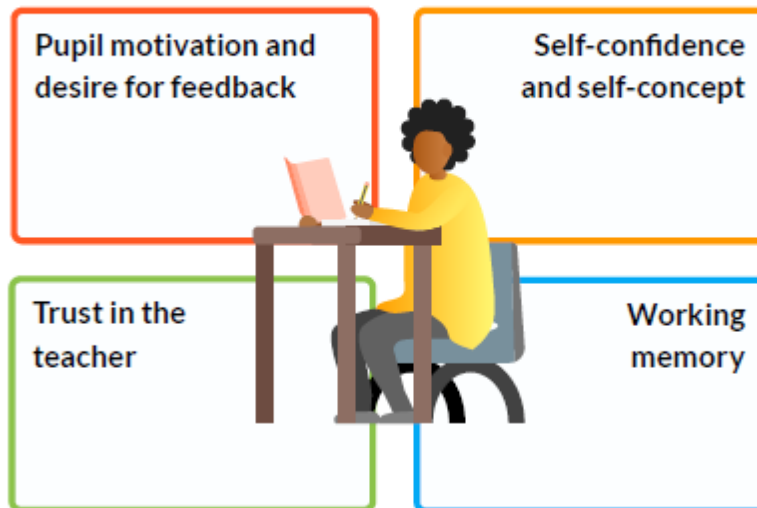 Pupil motivation and
desire for feedback
Self-confidence
and self-concept
Trust in the
teacher
Working
memory